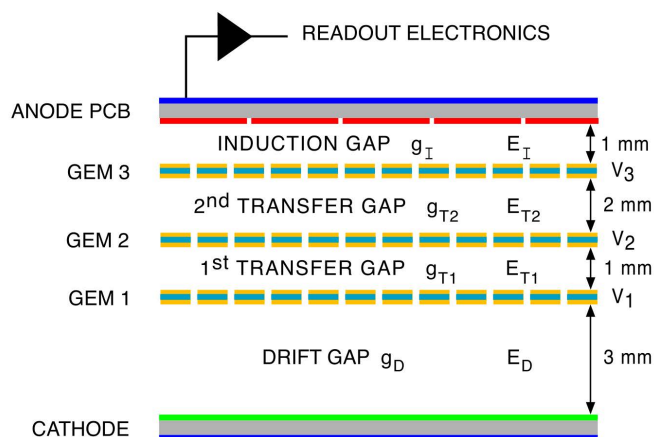 READOUT ELECTRONICS
ANODE PCB
INDUCTION GAP g_I E_I 1 mm
GEM 3 V_3
2^nd TRANSFER GAP g_T2 E_T2 2 mm
GEM 2 V_2
1^st TRANSFER GAP g_T1 E_T1 1 mm
GEM 1 V_1
DRIFT GAP g_D E_D 3 mm
CATHODE